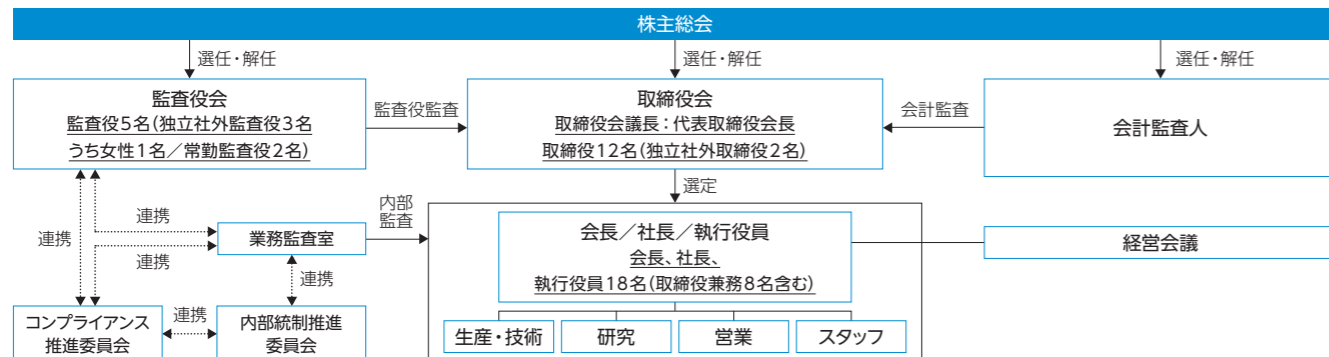 株主総会
選任・解任
選任・解任
選任・解任
監査役会
監査役5名(独立社外監査役3名
うち女性1名／常勤監査役2名)
監査役監査
取締役会
取締役会議長：代表取締役会長
取締役12名(独立社外取締役2名)
会計監査
会計監査人
選定
連携
連携
連携
業務監査室
内部
監査
会長／社長／執行役員
会長、社長、
執行役員18名(取締役兼務8名含む)
経営会議
連携
コンプライアンス
推進委員会
連携
内部統制推進
委員会
生産・技術
研究
営業
スタッフ